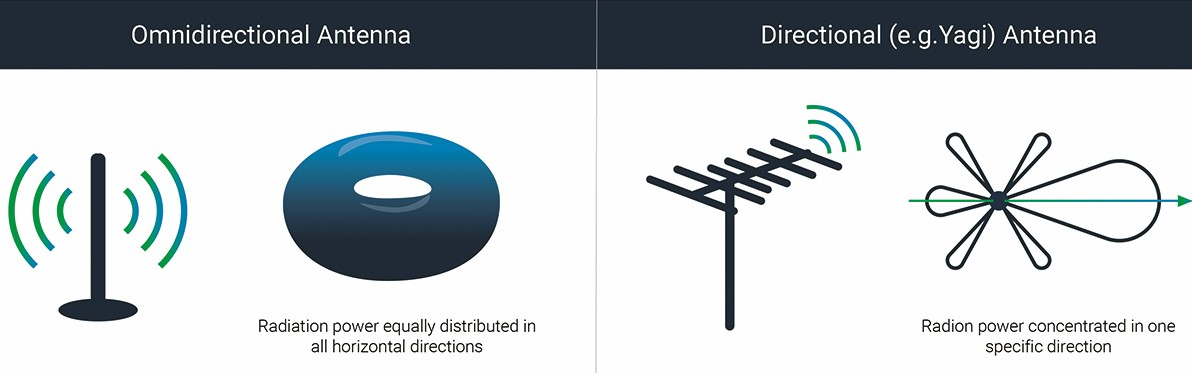 Omnidirectional Antenna
Directional (e.g.Yagi) Antenna
Radiation power equally distributed in
all horizontal directions
Radion power concentrated in one
specific direction